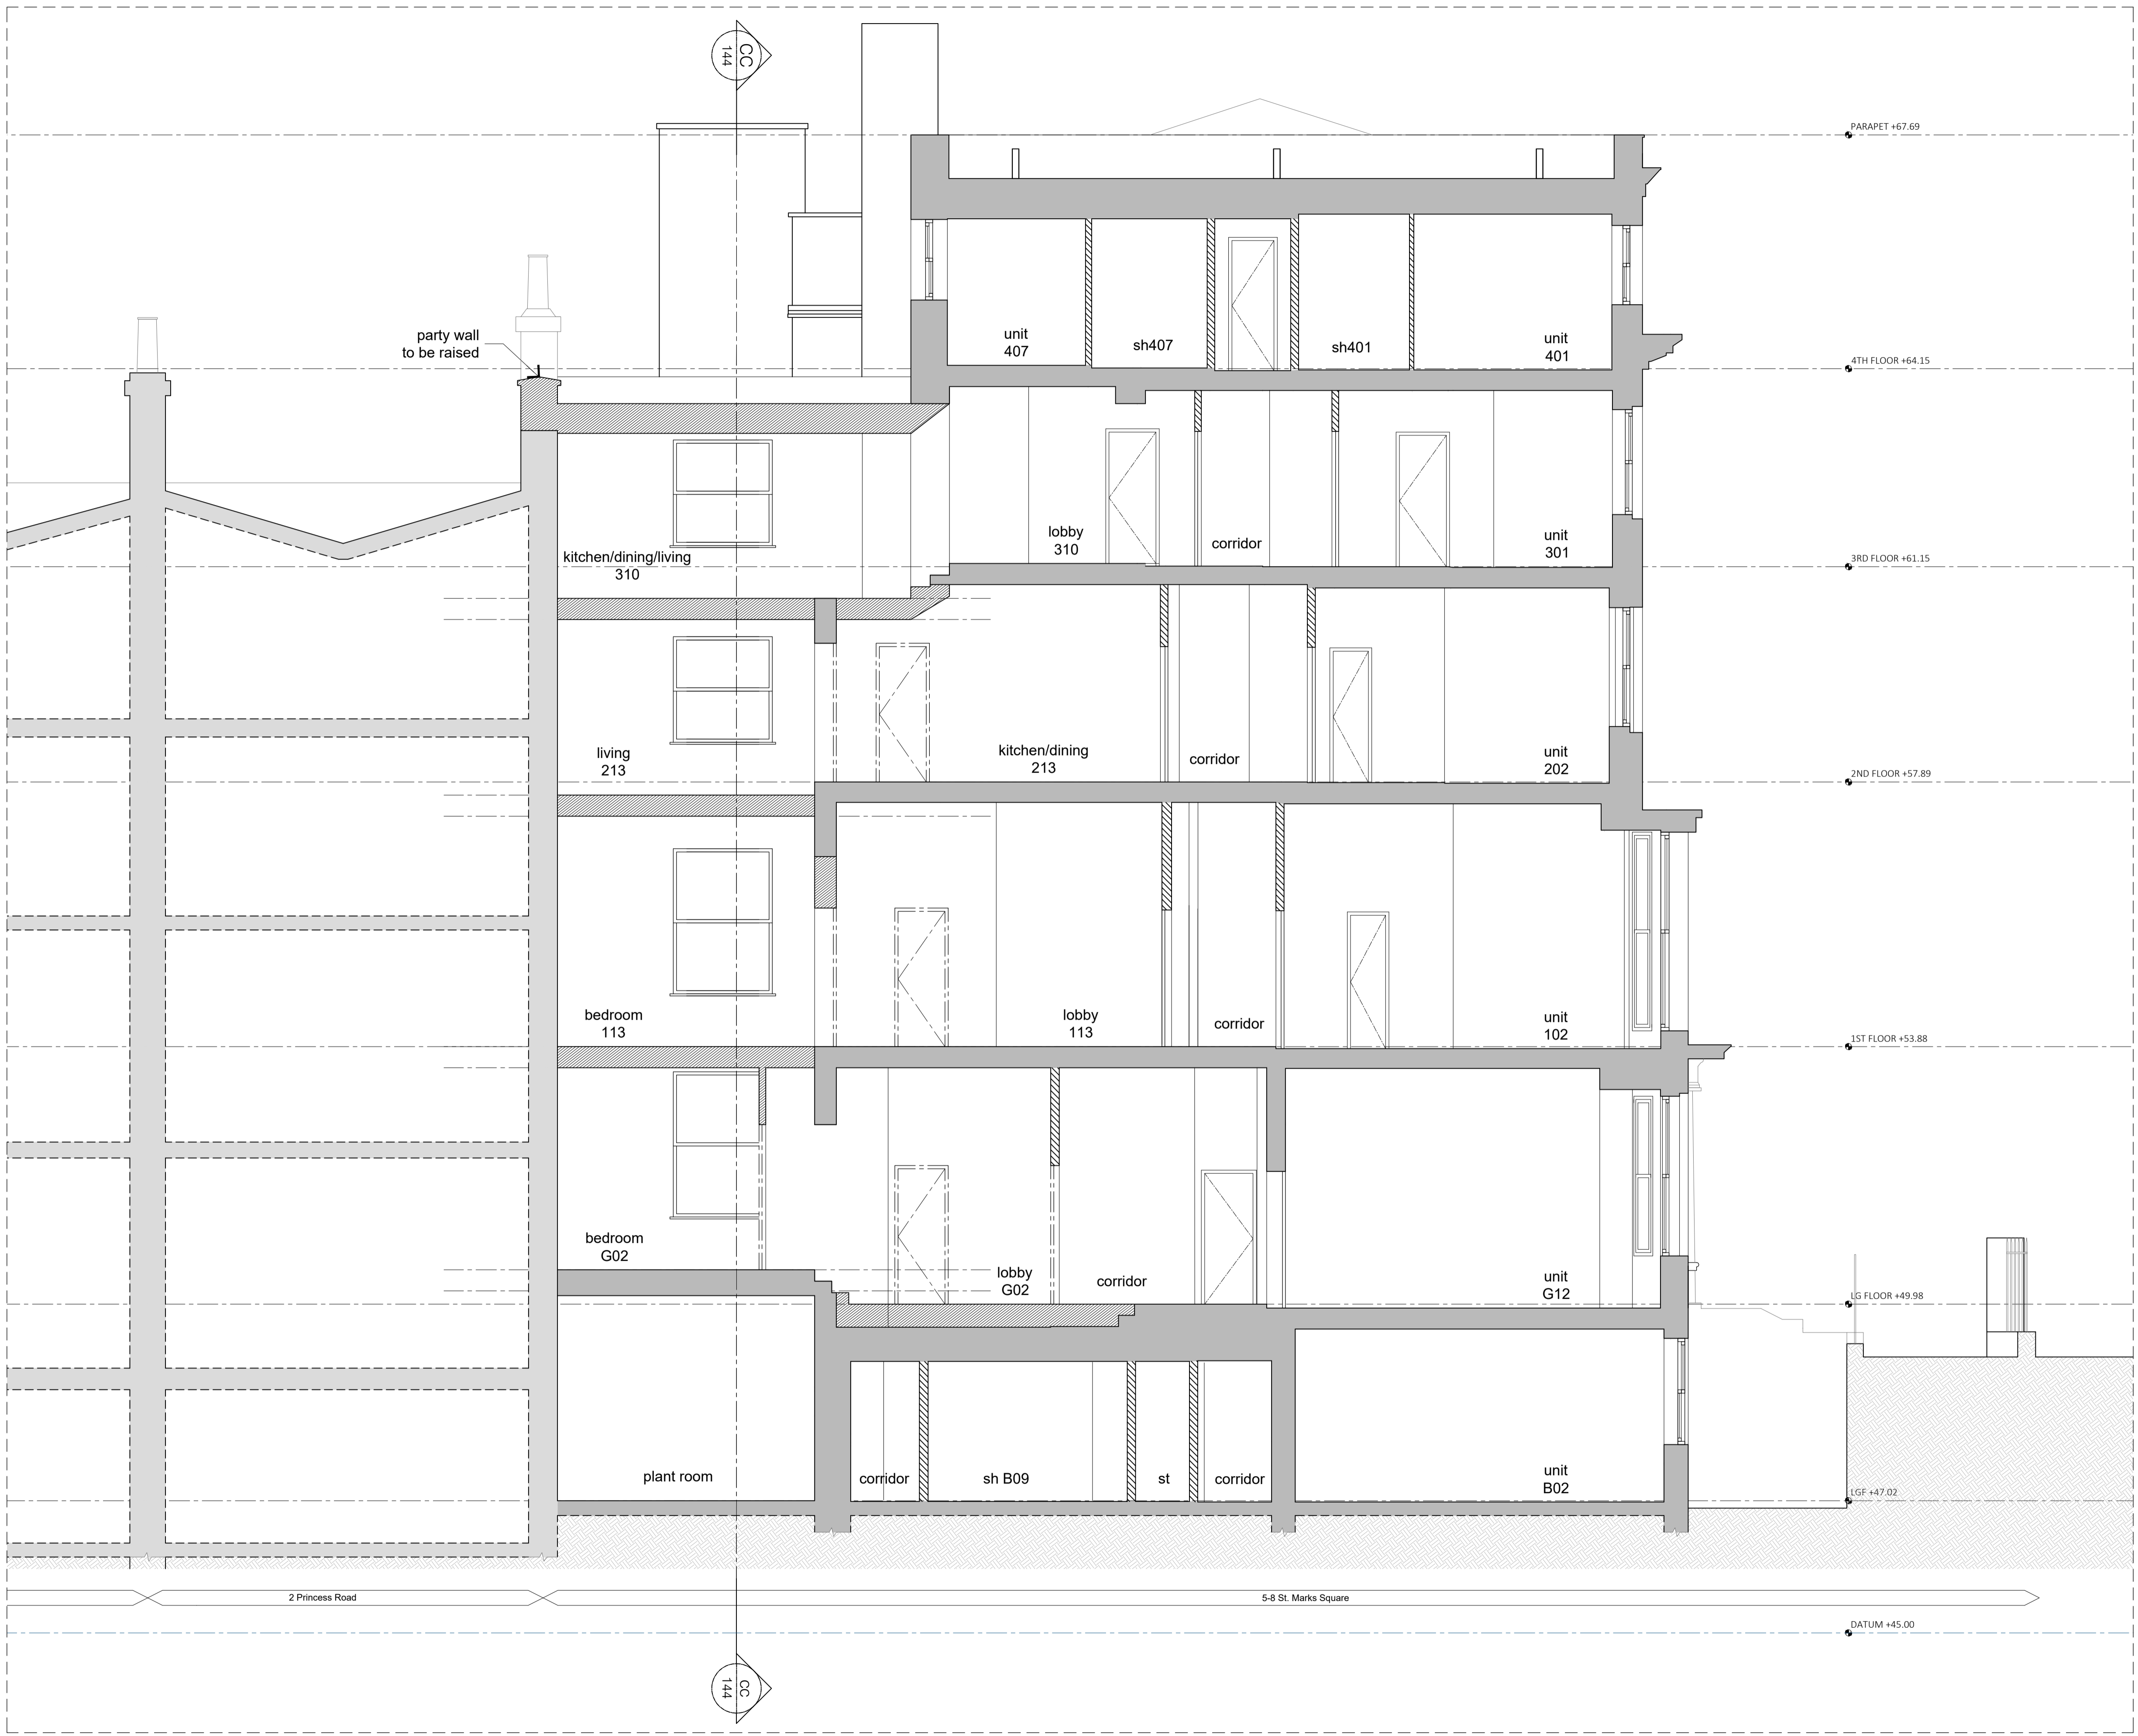 CC
144
PARAPET +67.69
party wall
to be raised
unit
407
sh407
sh401
unit
401
4TH FLOOR +64.15
kitchen/dining/living
310
lobby
310
corridor
unit
301
3RD FLOOR +61.15
living
213
kitchen/dining
213
corridor
unit
202
2ND FLOOR +57.89
bedroom
113
lobby
113
corridor
unit
102
1ST FLOOR +53.88
bedroom
G02
lobby
G02
corridor
unit
G12
LG FLOOR +49.98
plant room
corridor
sh B09
st
corridor
unit
B02
LGF +47.02
2 Princess Road
5-8 St. Marks Square
DATUM +45.00
CC
144